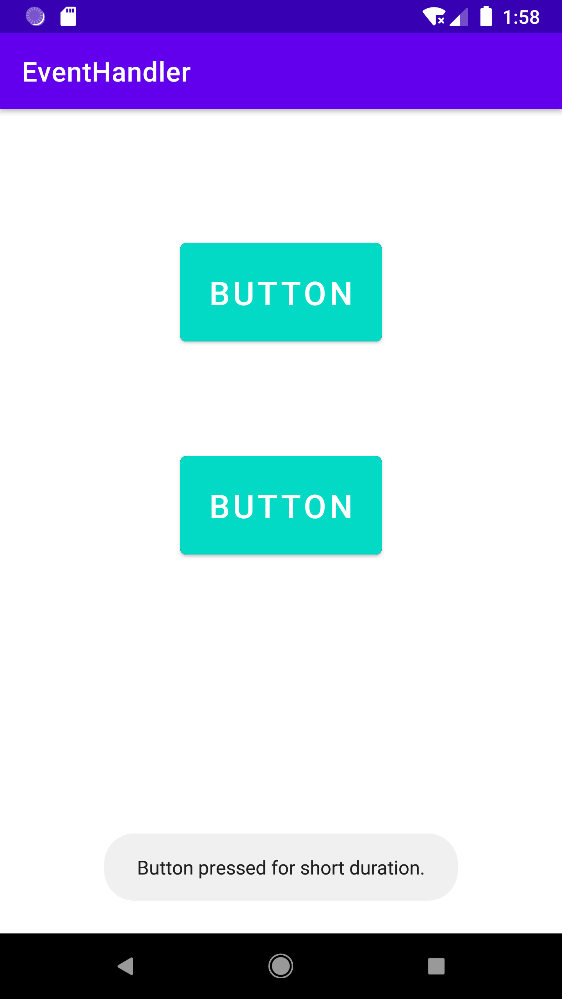 1:58
EventHandler
BUTTON
BUTTON
Button pressed for short duration.